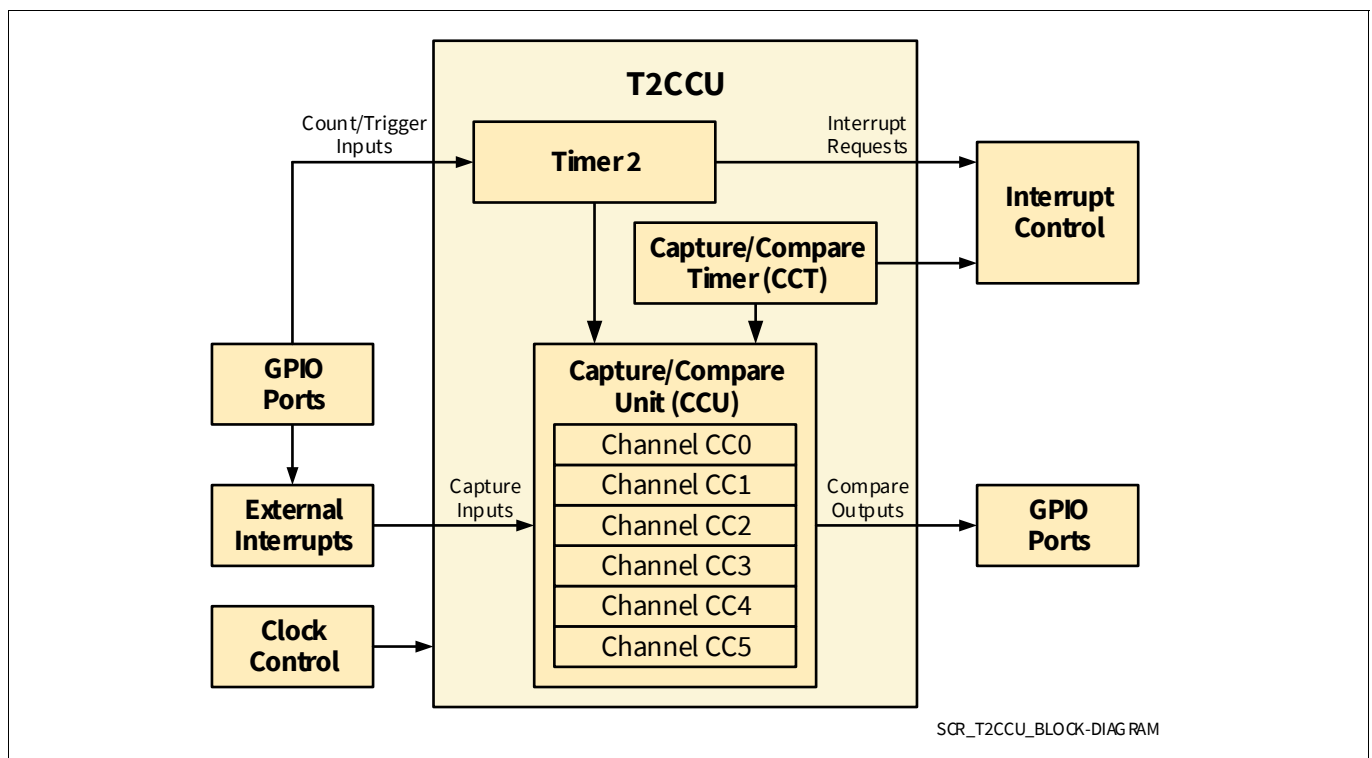 T2CCU
Count/Trigger
Inputs
Timer 2
Interrupt
Requests
Interrupt
Control
Capture/Compare
Timer (CCT)
GPIO
Ports
Capture/Compare
Unit (CCU)
Channel CC0
Channel CC1
Channel CC2
Channel CC3
Channel CC4
Channel CC5
External
Interrupts
Capture
Inputs
Compare
Outputs
GPIO
Ports
Clock
Control
SCR_T2CCU_BLOCK-DIAGRAM